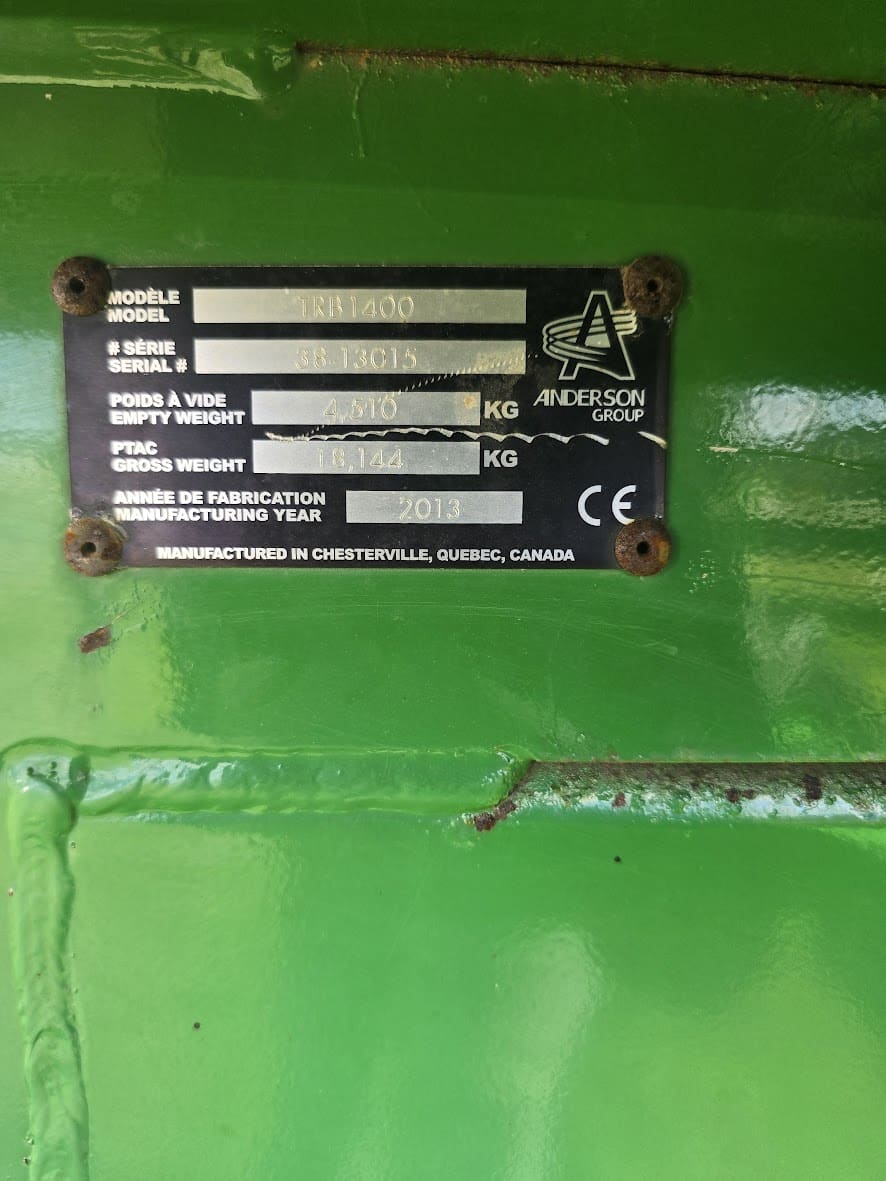 MODÈLE
MODEL
TRB1400
# SÉRIE
SERIAL #
38-13015
POIDS À VIDE
EMPTY WEIGHT
4,510
KG
PTAC
GROSS WEIGHT
18,144
KG
ANNÉE DE FABRICATION
MANUFACTURING YEAR
2013
A
ANDERSON
GROUP
CE
MANUFACTURED IN CHESTERVILLE, QUEBEC, CANADA